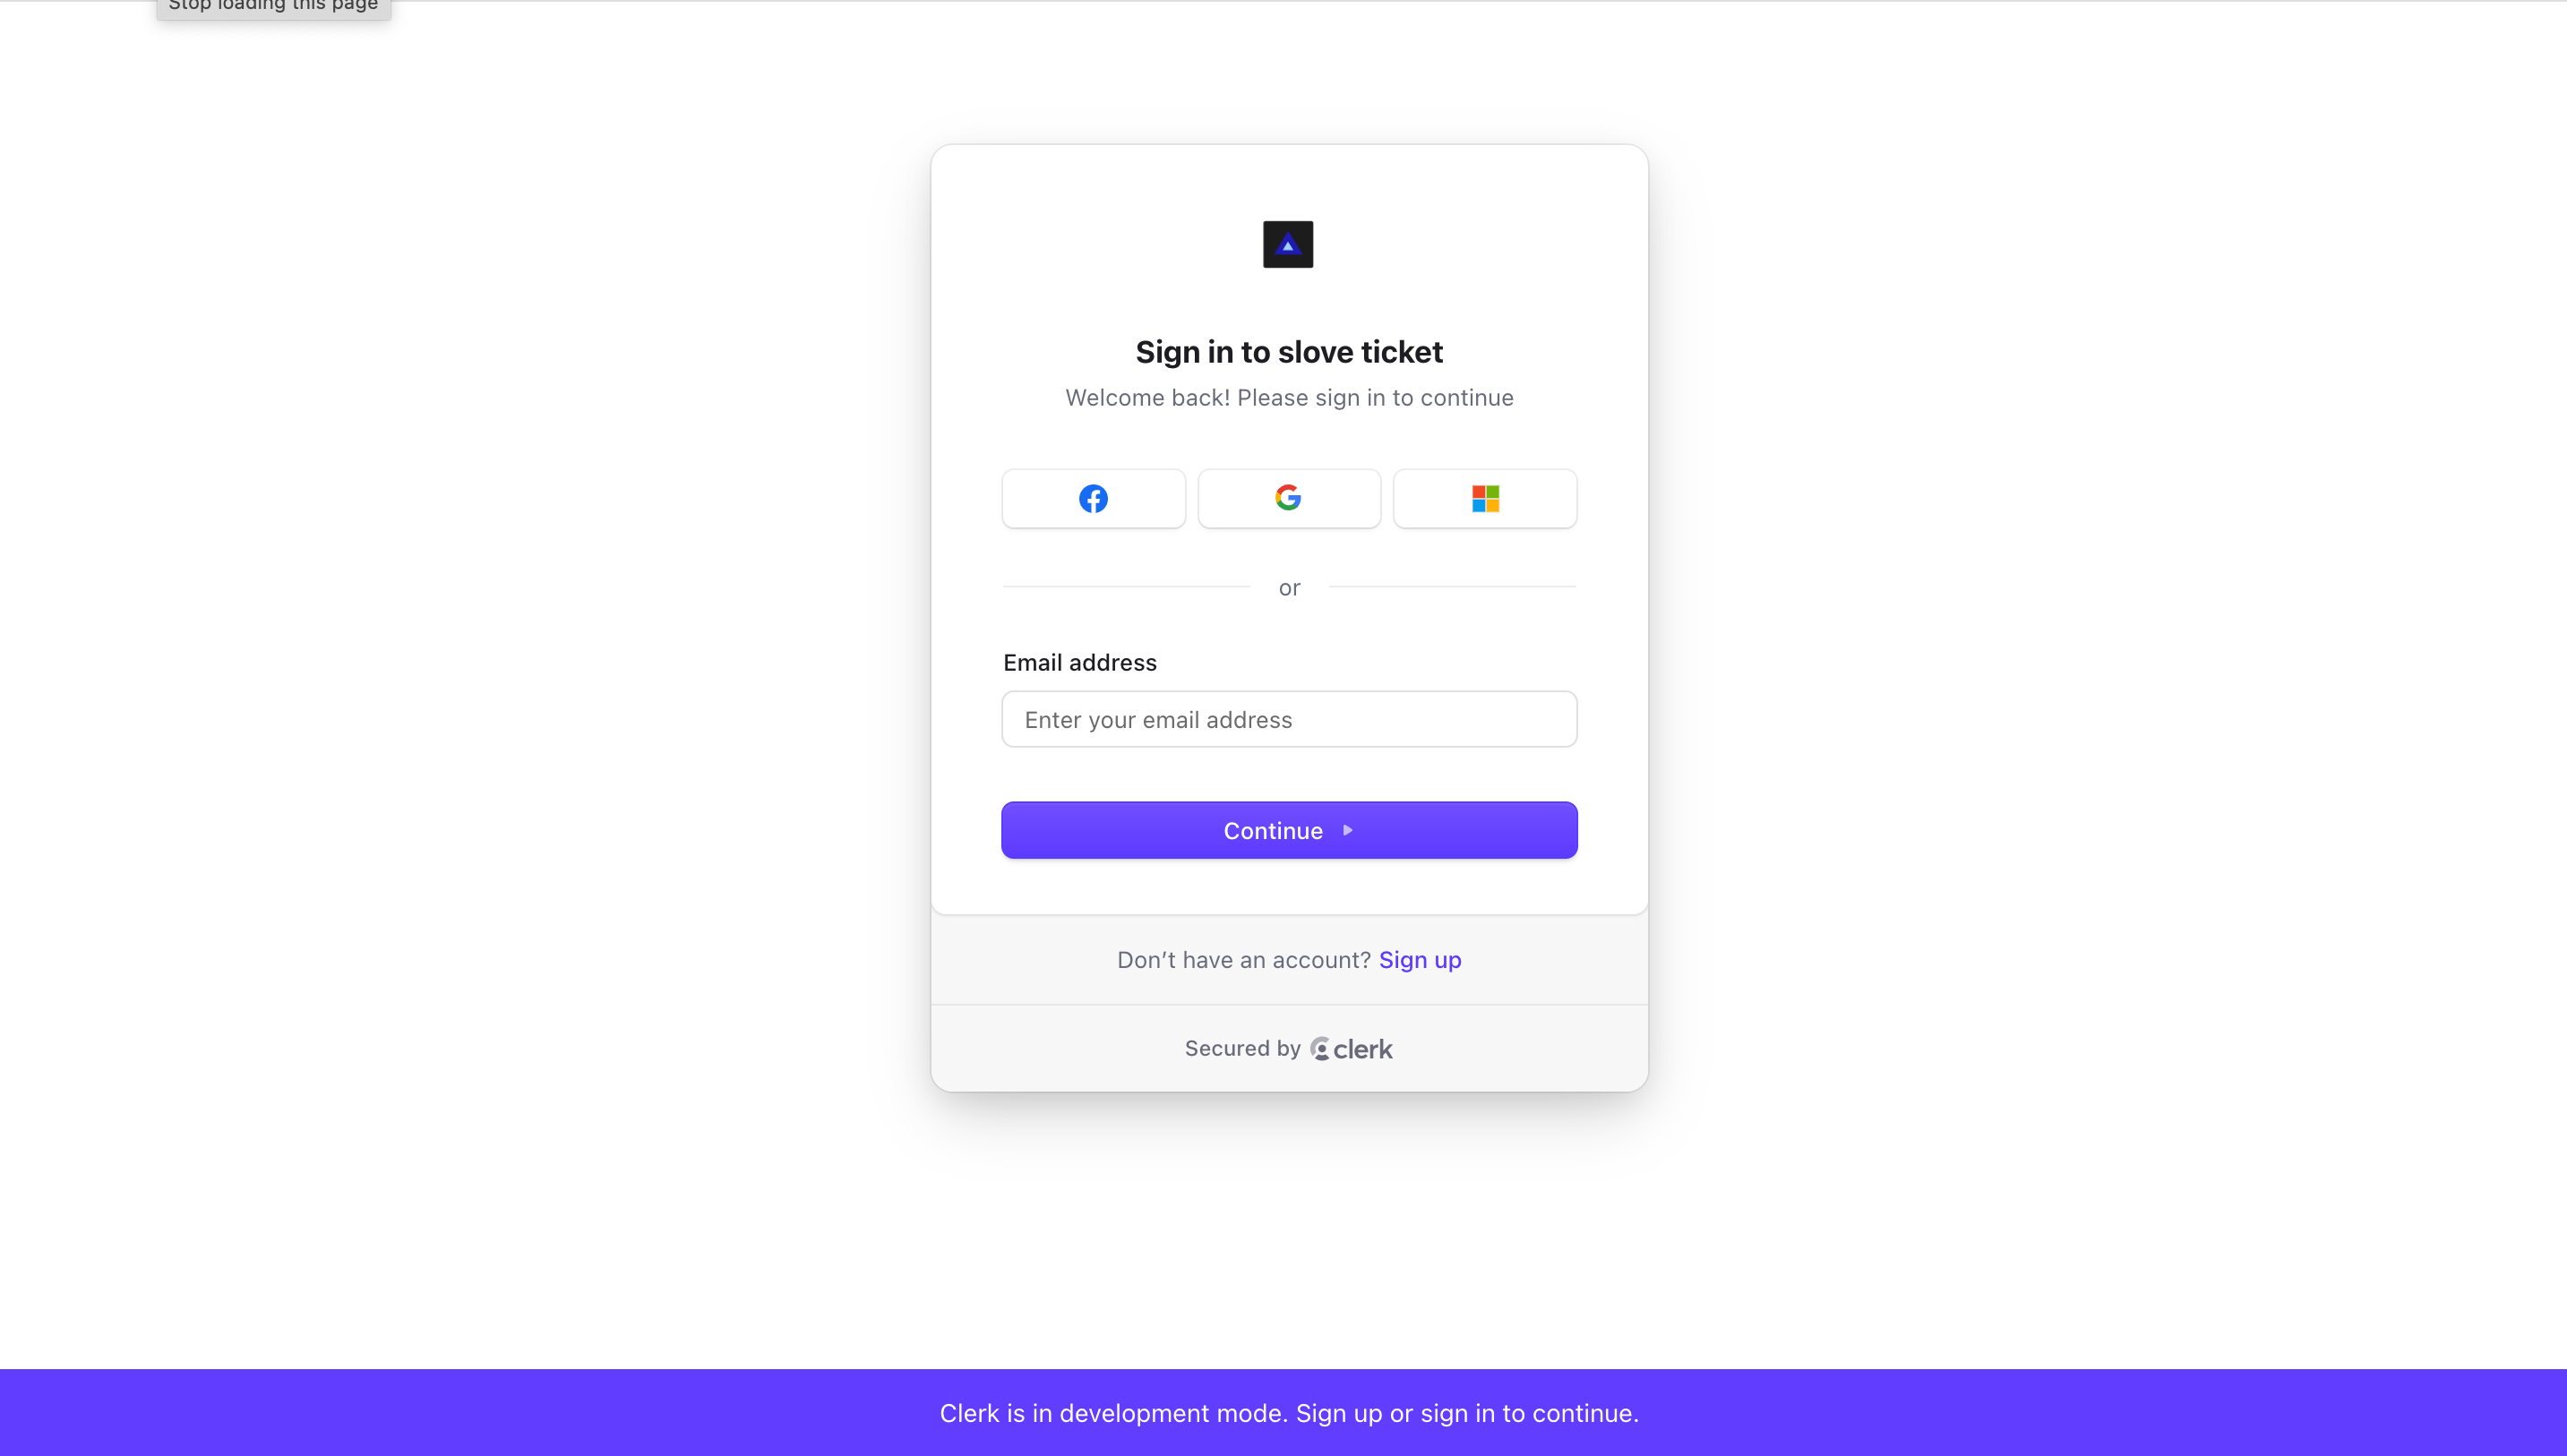 Stop loading this page
Sign in to slove ticket
Welcome back! Please sign in to continue
or
Email address
Enter your email address
Continue
Don’t have an account? Sign up
Secured by clerk
Clerk is in development mode. Sign up or sign in to continue.